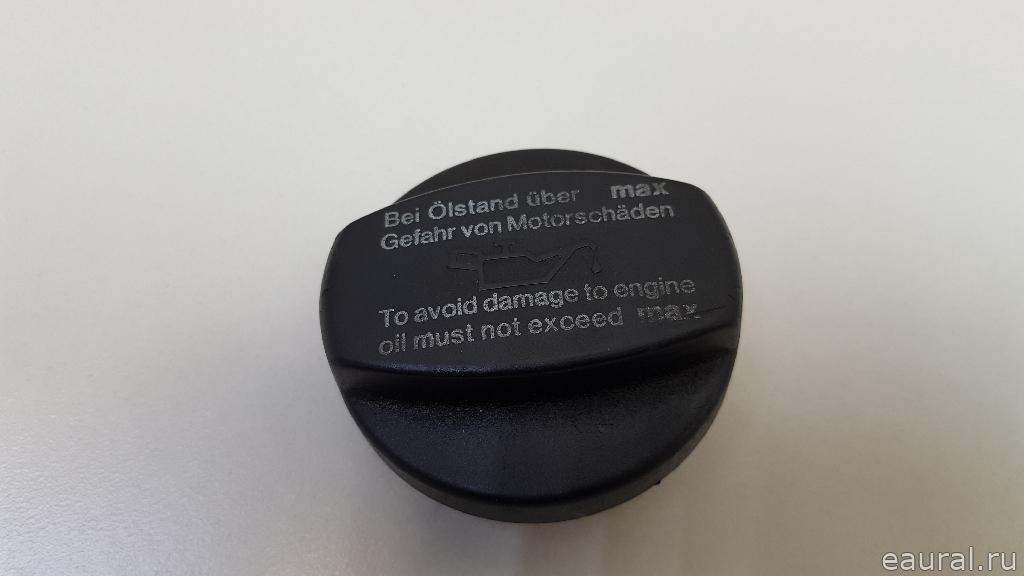 Bei Ölstand über max
Gefahr von Motorschäden
To avoid damage to engine
oil must not exceed max
eaural.ru